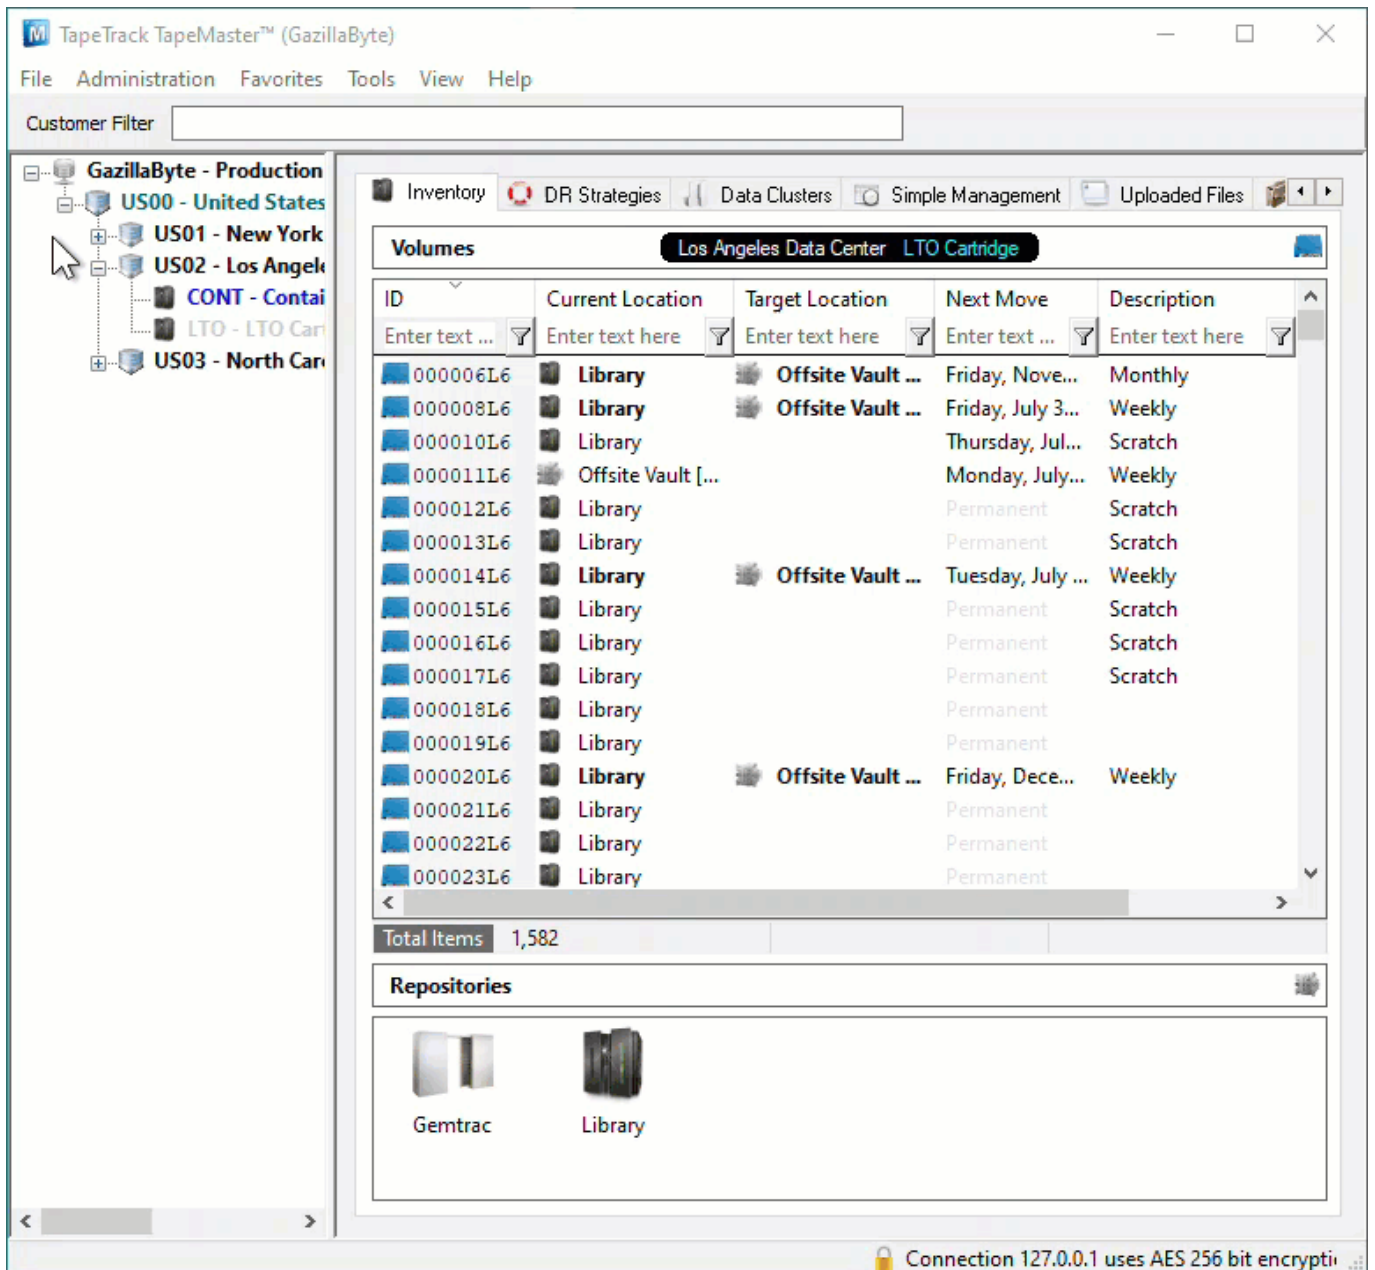 TapeTrack TapeMaster™ (GazillaByte)
File Administration Favorites Tools View Help
Customer Filter
GazillaByte - Production
US00 - United States
US01 - New York
US02 - Los Angele
CONT - Contai
LTO - LTO Cart
US03 - North Car
Inventory DR Strategies Data Clusters Simple Management Uploaded Files
Volumes Los Angeles Data Center LTO Cartridge
ID Current Location Target Location Next Move Description
Enter text ... Enter text here Enter text here Enter text ... Enter text here
000006L6 Library Offsite Vault ... Friday, Nove... Monthly
000008L6 Library Offsite Vault ... Friday, July 3... Weekly
000010L6 Library Thursday, Jul... Scratch
000011L6 Offsite Vault [... Monday, July... Weekly
000012L6 Library Permanent Scratch
000013L6 Library Permanent Scratch
000014L6 Library Offsite Vault ... Tuesday, July ... Weekly
000015L6 Library Permanent Scratch
000016L6 Library Permanent Scratch
000017L6 Library Permanent Scratch
000018L6 Library Permanent
000019L6 Library Permanent
000020L6 Library Offsite Vault ... Friday, Dece... Weekly
000021L6 Library Permanent
000022L6 Library Permanent
000023L6 Library Permanent
Total Items 1,582
Repositories
Gemtrac Library
Connection 127.0.0.1 uses AES 256 bit encrypti